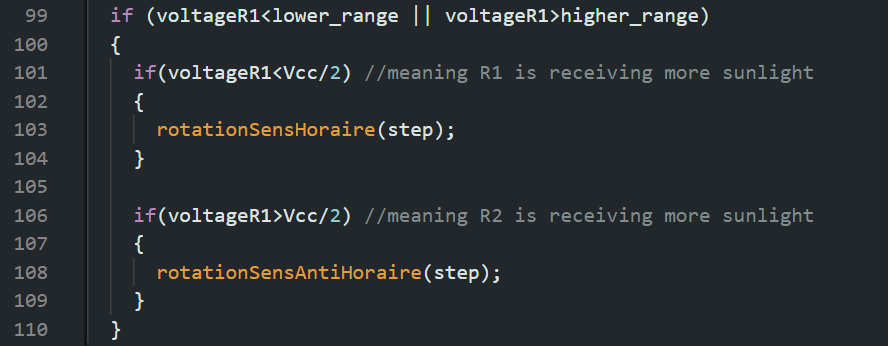 99 if (voltageR1<lower_range || voltageR1>higher_range)
100 {
101 if(voltageR1<Vcc/2) //meaning R1 is receiving more sunlight
102 {
103 rotationSensHoraire(step);
104 }
105
106 if(voltageR1>Vcc/2) //meaning R2 is receiving more sunlight
107 {
108 rotationSensAntiHoraire(step);
109 }
110 }